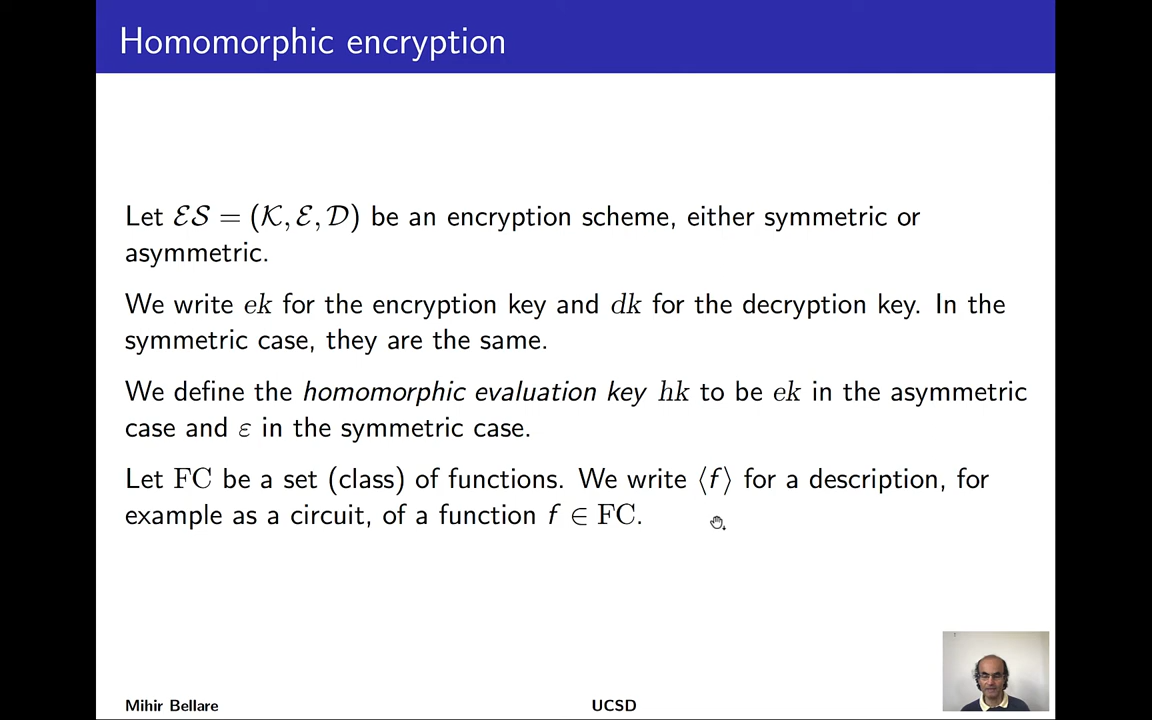 Homomorphic encryption
Let ℰ𝒮 = (𝒦, ℰ, 𝒟) be an encryption scheme, either symmetric or
asymmetric.
We write ek for the encryption key and dk for the decryption key. In the
symmetric case, they are the same.
We define the homomorphic evaluation key hk to be ek in the asymmetric
case and ε in the symmetric case.
Let FC be a set (class) of functions. We write ⟨f⟩ for a description, for
example as a circuit, of a function f ∈ FC.
Mihir Bellare
UCSD